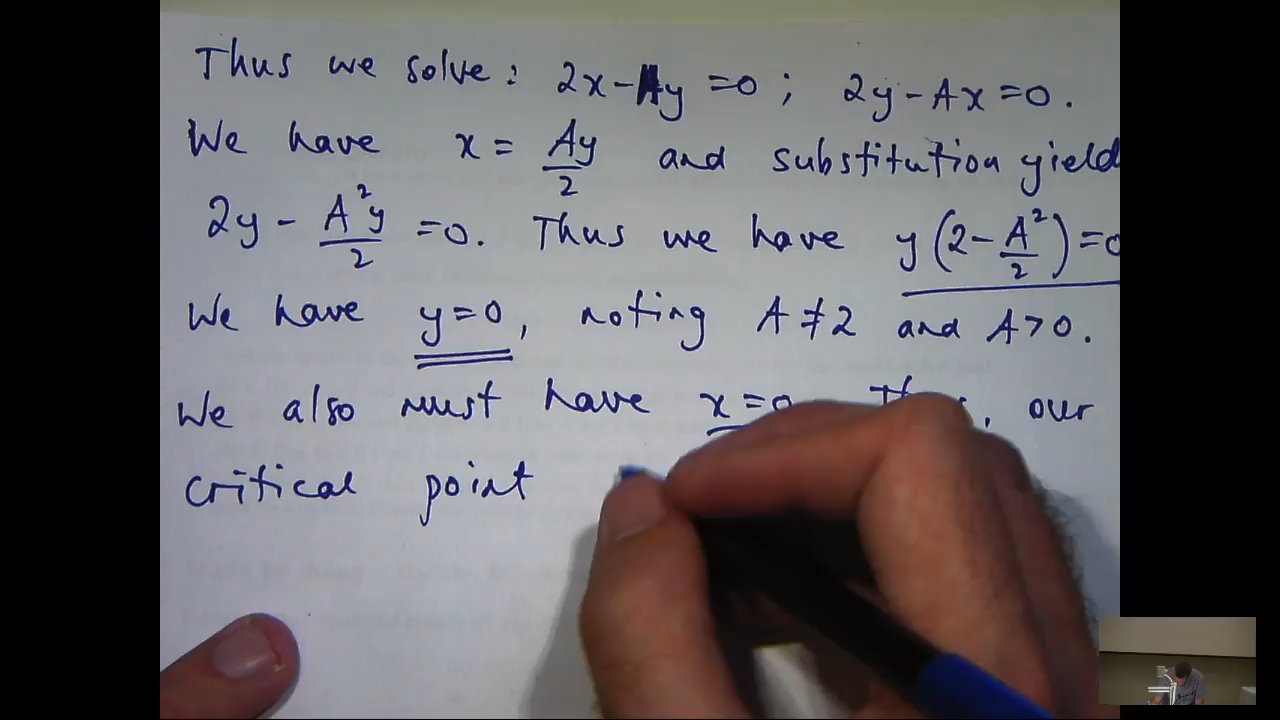 Thus we solve: 2x-Ay=0; 2y-Ax=0.
We have x = Ay/2 and substitution yield
2y - A²y/2 =0. Thus we have y(2-A²/2)=0
We have y=0, noting A≠2 and A>0.
We also must have x=0 our
critical point